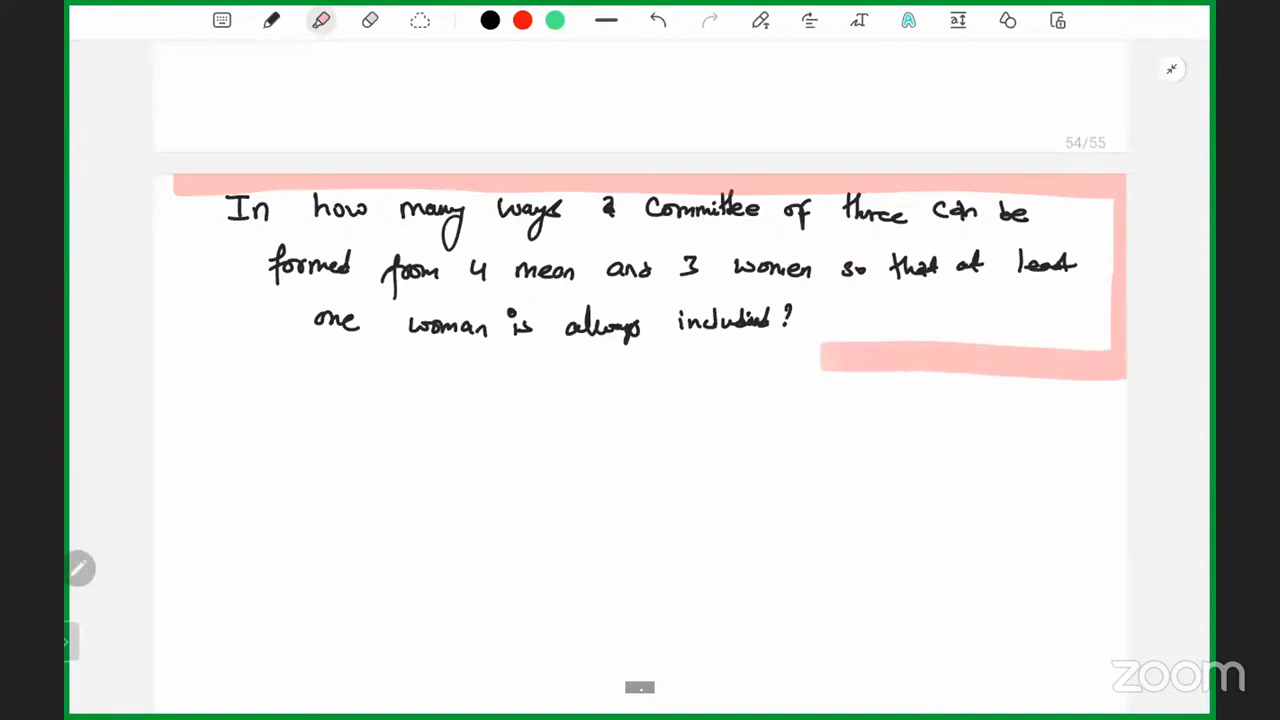 54/55
In how many ways a Committee of three can be
formed from 4 mean and 3 women so that at least
one woman is always included?
zoom